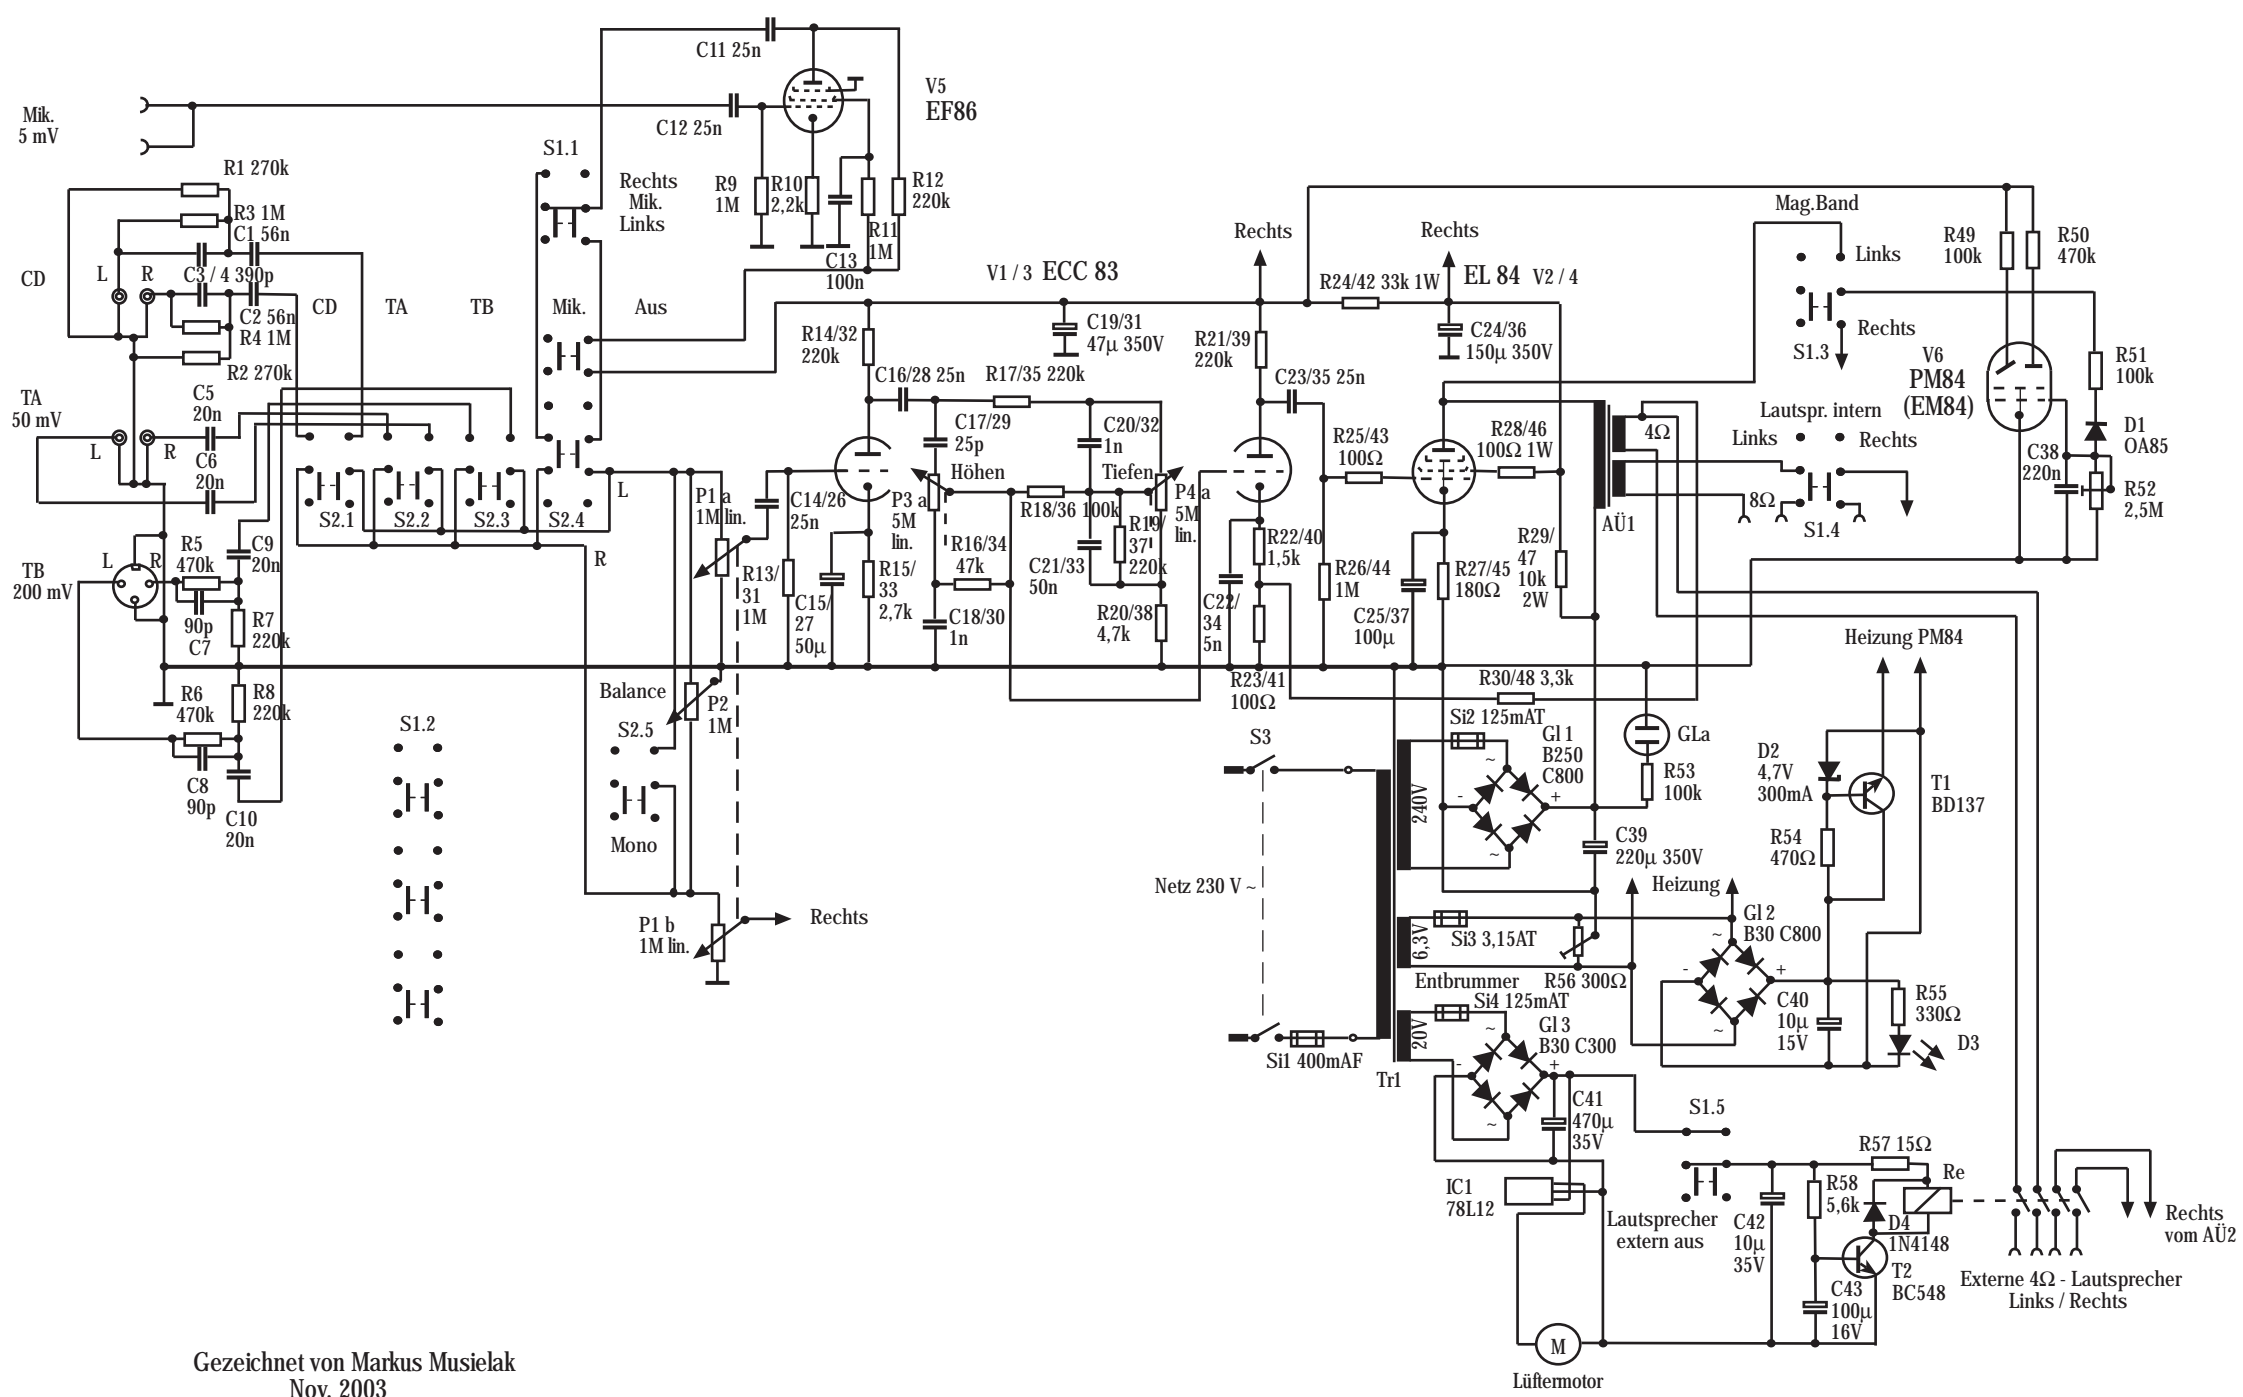 C11 25n
V5
EF86
Mik.
5 mV
C12 25n
S1.1
R1 270k
Rechts
Mik.
Links
R9
1M
R10
2,2k
R12
220k
R11
1M
C13
100n
R3 1M
C1 56n
CD
L
R
C3 / 4 390p
C2 56n
R4 1M
R2 270k
CD
TA
TB
Mik.
Aus
V1 / 3 ECC 83
Rechts
Rechts
R24/42 33k 1W
EL 84 V2 / 4
Mag.Band
Links
Rechts
S1.3
R49
100k
R50
470k
V6
PM84
(EM84)
R51
100k
D1
OA85
C38
220n
R52
2,5M
R14/32
220k
C19/31
47µ 350V
R21/39
220k
C24/36
150µ 350V
TA
50 mV
C5
20n
L
R
C6
20n
C16/28 25n
R17/35 220k
C17/29
25p
C20/32
1n
C23/35 25n
R25/43
100Ω
R28/46
100Ω 1W
4Ω
Lautspr. intern
Links
Rechts
8Ω
AÜ1
S1.4
S2.1
S2.2
S2.3
S2.4
L
R
P1 a
1M lin.
C14/26
25n
Höhen
P3 a
5M
lin.
R18/36 100k
Tiefen
P4 a
5M
lin.
R19/
37
220k
R16/34
47k
C21/33
50n
R22/40
1,5k
R26/44
1M
R27/45
180Ω
R29/
47
10k
2W
TB
200 mV
L
R
R5
470k
C9
20n
90p
C7
R7
220k
R13/
31
1M
C15/
27
50µ
R15/
33
2,7k
C18/30
1n
R20/38
4,7k
C22/
34
5n
C25/37
100µ
R23/41
100Ω
R30/48 3,3k
Heizung PM84
R6
470k
R8
220k
C8
90p
C10
20n
S1.2
Balance
P2
1M
S2.5
Mono
P1 b
1M lin.
Rechts
S3
Netz 230 V ~
Si2 125mAT
Gl 1
B250
C800
~
-
+
~
240V
GLa
R53
100k
D2
4,7V
300mA
T1
BD137
R54
470Ω
C39
220µ 350V
Heizung
6,3V
Si3 3,15AT
Entbrummer
R56 300Ω
Gl 2
B30 C800
~
-
+
~
C40
10µ
15V
R55
330Ω
D3
Si4 125mAT
20V
Gl 3
B30 C300
~
-
+
~
Si1 400mAF
Tr1
C41
470µ
35V
S1.5
IC1
78L12
Lautsprecher
extern aus
R57 15Ω
Re
R58
5,6k
C42
10µ
35V
D4
1N4148
T2
BC548
C43
100µ
16V
Rechts
vom AÜ2
Externe 4Ω - Lautsprecher
Links / Rechts
M
Lüftermotor
Gezeichnet von Markus Musielak
Nov. 2003